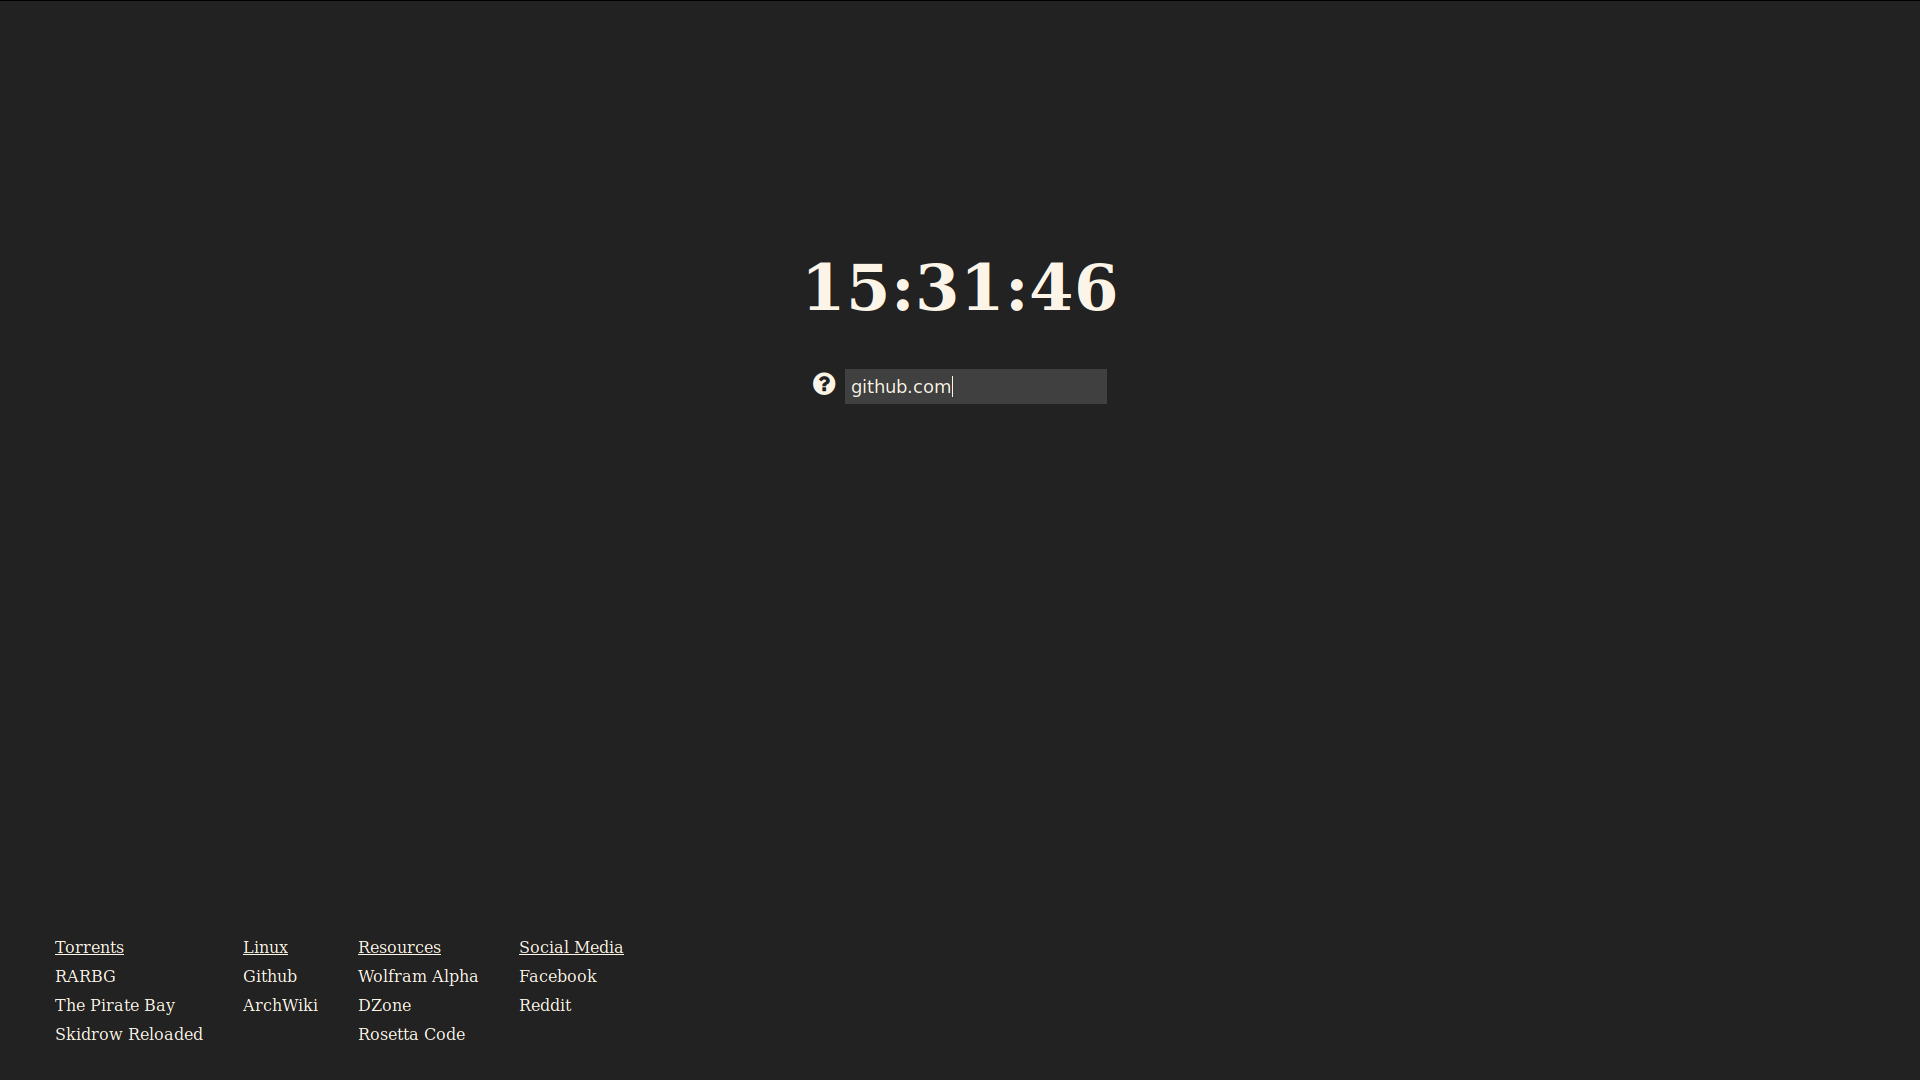 15:31:46
github.com
Torrents
RARBG
The Pirate Bay
Skidrow Reloaded
Linux
Github
ArchWiki
Resources
Wolfram Alpha
DZone
Rosetta Code
Social Media
Facebook
Reddit